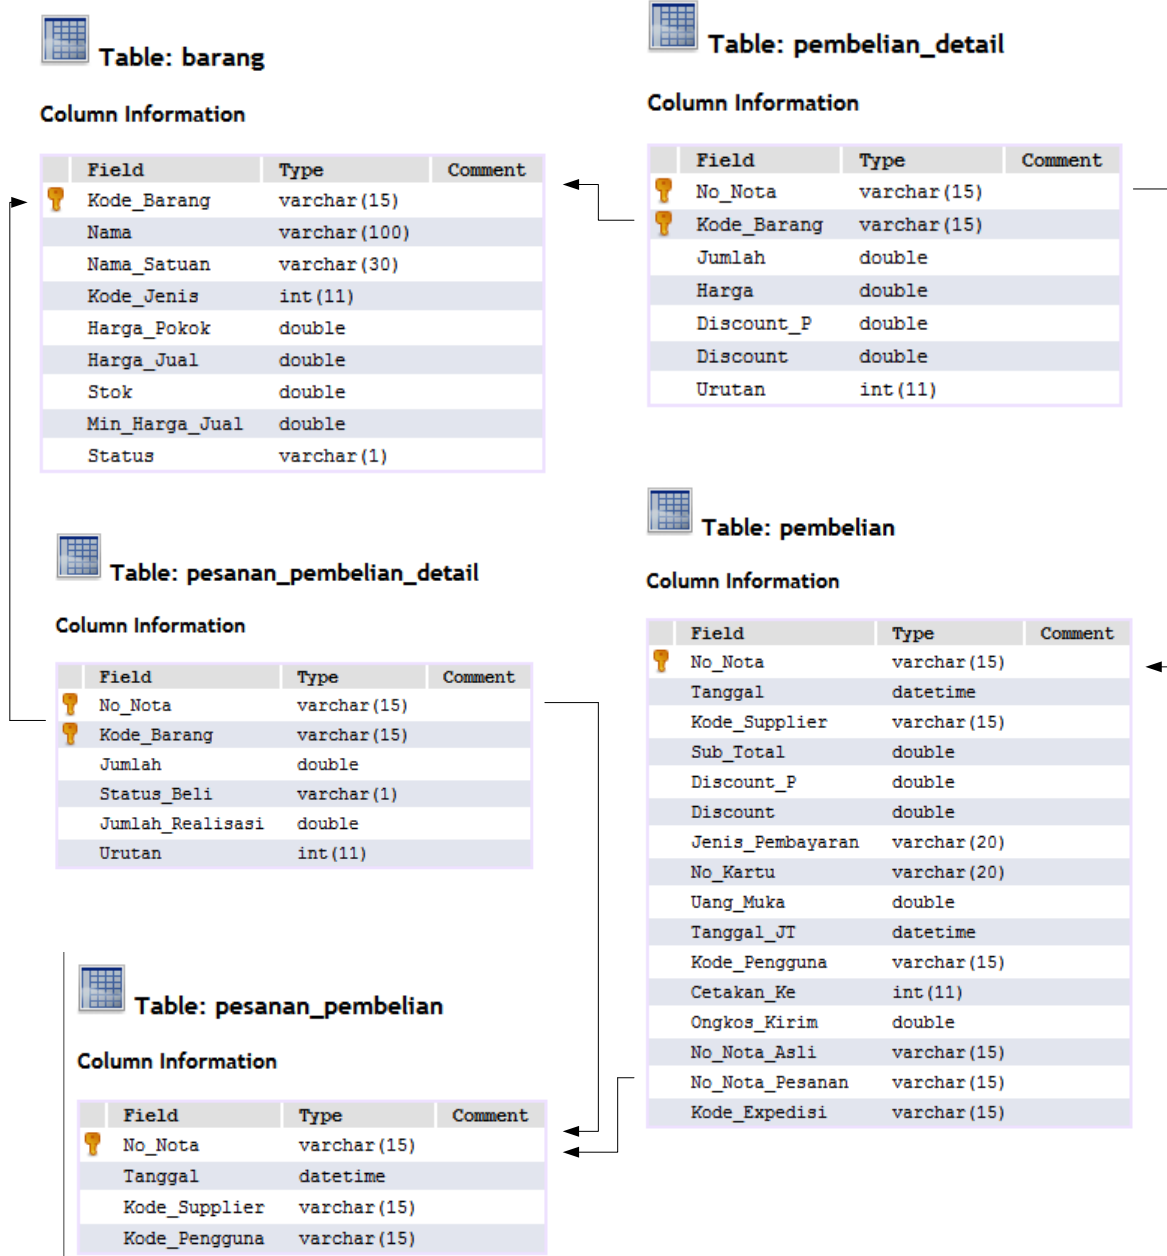 Table: barang
Column Information
Field Type Comment
Kode_Barang varchar(15)
Nama varchar(100)
Nama_Satuan varchar(30)
Kode_Jenis int(11)
Harga_Pokok double
Harga_Jual double
Stok double
Min_Harga_Jual double
Status varchar(1)
Table: pembelian_detail
Column Information
Field Type Comment
No_Nota varchar(15)
Kode_Barang varchar(15)
Jumlah double
Harga double
Discount_P double
Discount double
Urutan int(11)
Table: pesanan_pembelian_detail
Column Information
Field Type Comment
No_Nota varchar(15)
Kode_Barang varchar(15)
Jumlah double
Status_Beli varchar(1)
Jumlah_Realisasi double
Urutan int(11)
Table: pembelian
Column Information
Field Type Comment
No_Nota varchar(15)
Tanggal datetime
Kode_Supplier varchar(15)
Sub_Total double
Discount_P double
Discount double
Jenis_Pembayaran varchar(20)
No_Kartu varchar(20)
Uang_Muka double
Tanggal_JT datetime
Kode_Pengguna varchar(15)
Cetakan_Ke int(11)
Ongkos_Kirim double
No_Nota_Asli varchar(15)
No_Nota_Pesanan varchar(15)
Kode_Expedisi varchar(15)
Table: pesanan_pembelian
Column Information
Field Type Comment
No_Nota varchar(15)
Tanggal datetime
Kode_Supplier varchar(15)
Kode_Pengguna varchar(15)